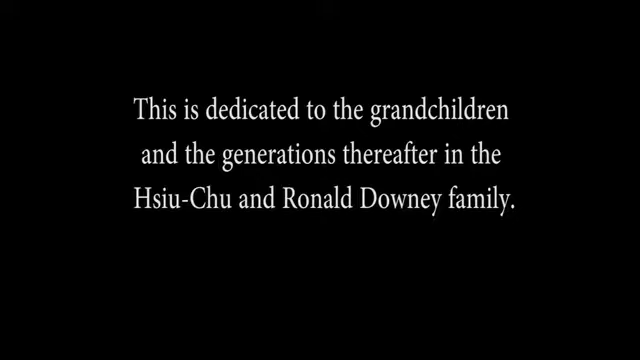 This is dedicated to the grandchildren
and the generations thereafter in the
Hsiu-Chu and Ronald Downey family.